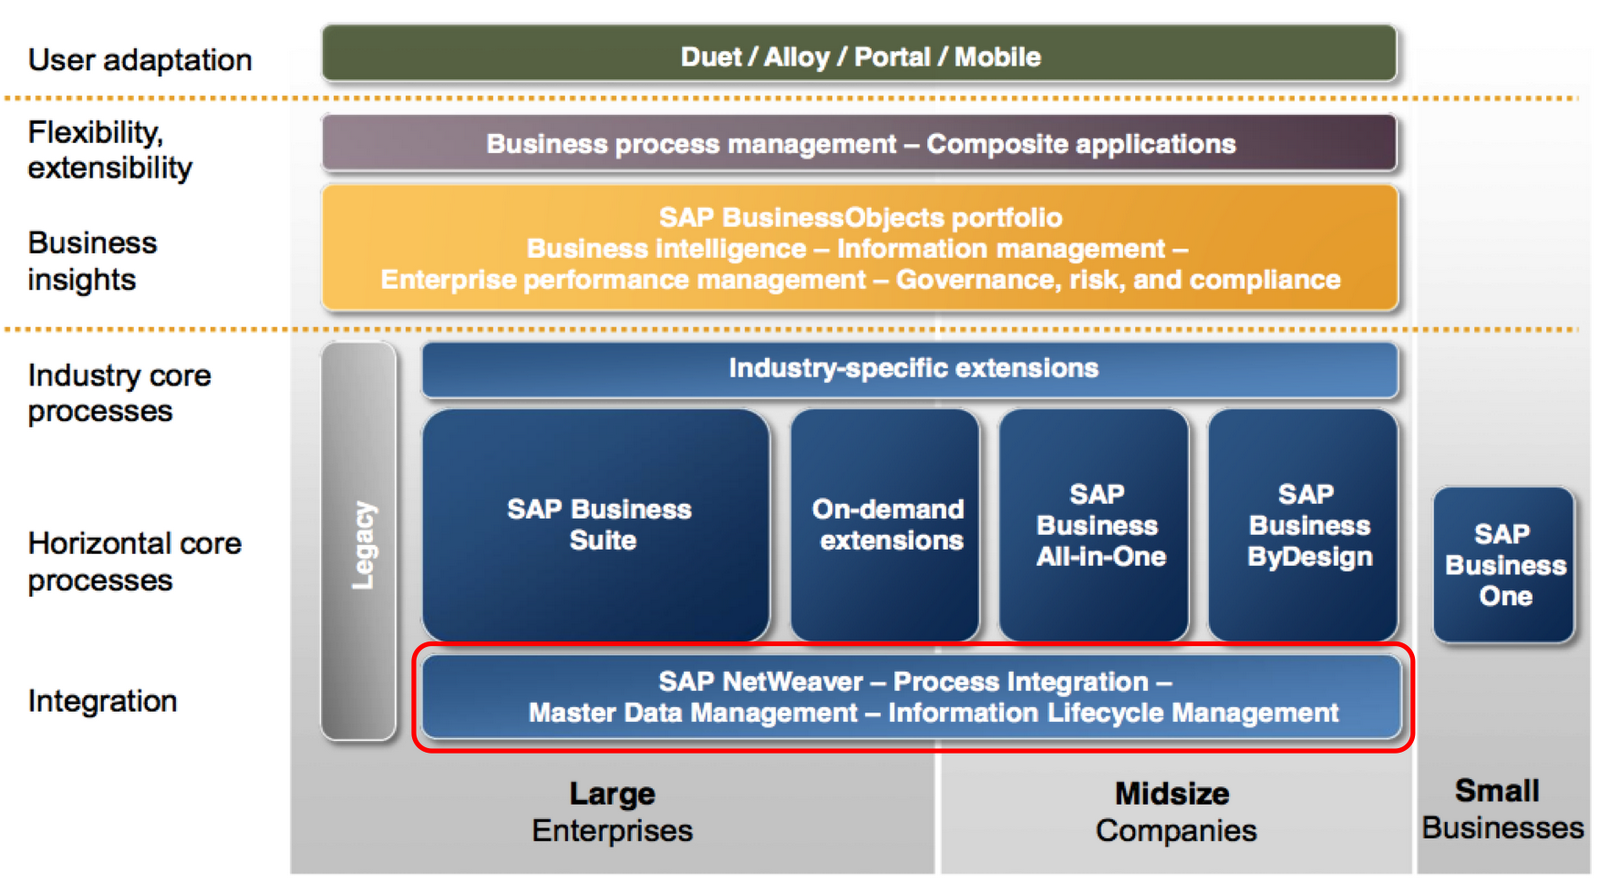 User adaptation
Duet / Alloy / Portal / Mobile
Flexibility,
extensibility
Business process management – Composite applications
Business
insights
SAP BusinessObjects portfolio
Business intelligence – Information management –
Enterprise performance management – Governance, risk, and compliance
Industry core
processes
Industry-specific extensions
Horizontal core
processes
Legacy
SAP Business
Suite
On-demand
extensions
SAP
Business
All-in-One
SAP
Business
ByDesign
SAP
Business
One
Integration
SAP NetWeaver – Process Integration –
Master Data Management – Information Lifecycle Management
Large
Enterprises
Midsize
Companies
Small
Businesses